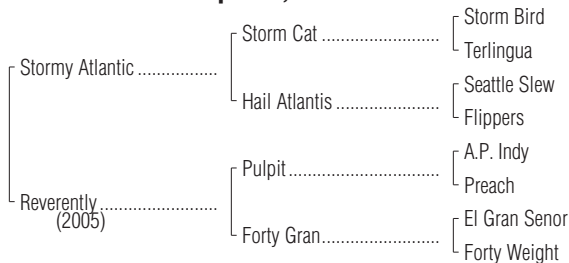 Storm Bird
Storm Cat ..............................
Terlingua
Stormy Atlantic ....................
Seattle Slew
Hail Atlantis ..........................
Flippers
A.P. Indy
Pulpit......................................
Preach
Reverently.............................
(2005)
El Gran Senor
Forty Gran..............................
Forty Weight